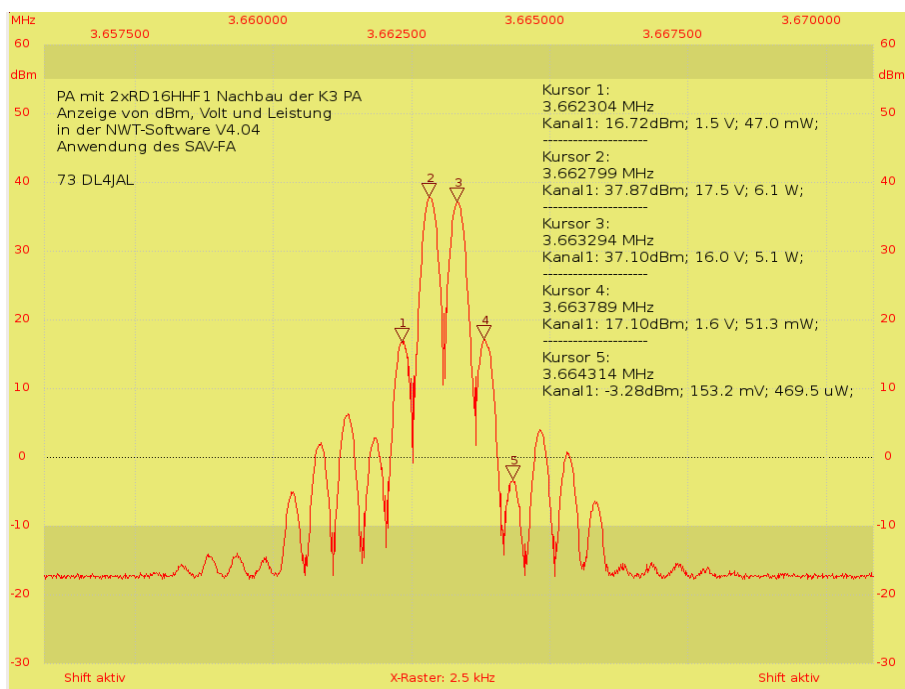 MHz 3.660000 3.665000 3.670000
3.657500 3.662500 3.667500
60 60
dBm dBm
PA mit 2xRD16HHF1 Nachbau der K3 PA
Anzeige von dBm, Volt und Leistung
in der NWT-Software V4.04
Anwendung des SAV-FA
73 DL4JAL
Kursor 1:
3.662304 MHz
Kanal1: 16.72dBm; 1.5 V; 47.0 mW;
---------------------
Kursor 2:
3.662799 MHz
Kanal1: 37.87dBm; 17.5 V; 6.1 W;
---------------------
Kursor 3:
3.663294 MHz
Kanal1: 37.10dBm; 16.0 V; 5.1 W;
---------------------
Kursor 4:
3.663789 MHz
Kanal1: 17.10dBm; 1.6 V; 51.3 mW;
---------------------
Kursor 5:
3.664314 MHz
Kanal1: -3.28dBm; 153.2 mV; 469.5 uW;
50 50
40 40
2 3
30 30
20 20
1 4
10 10
0 0
5
-10 -10
-20 -20
-30 -30
Shift aktiv X-Raster: 2.5 kHz Shift aktiv